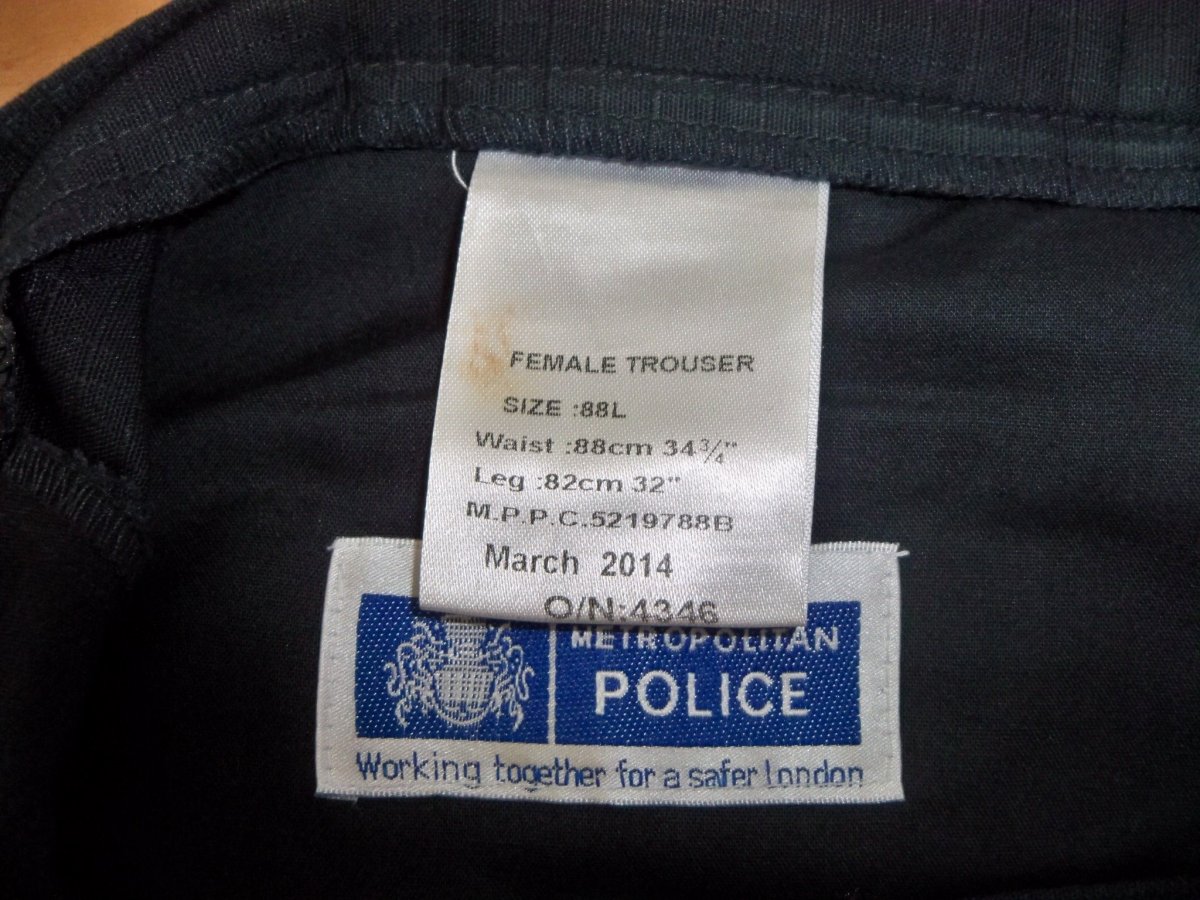 FEMALE TROUSER
SIZE :88L
Waist :88cm 34¾"
Leg :82cm 32"
M.P.P.C.5219788B
March 2014
O/N:4346
METROPOLITAN
POLICE
Working together for a safer London